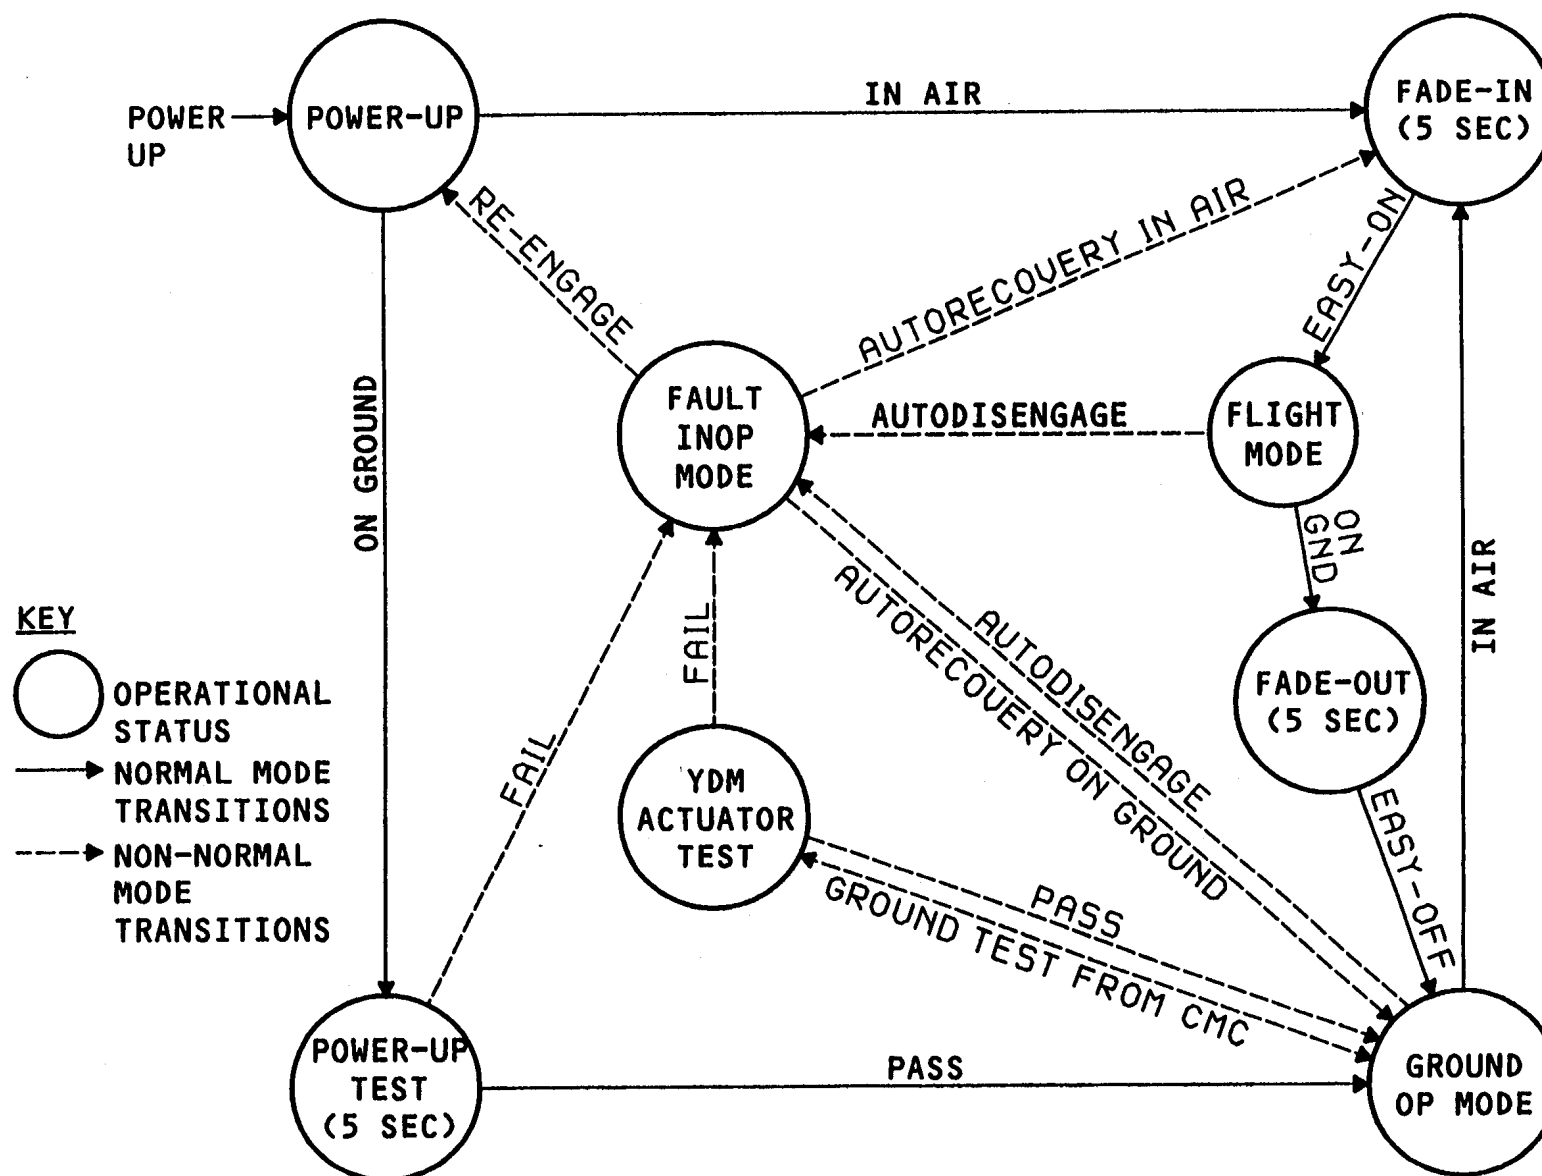 POWER
UP
POWER-UP
IN AIR
FADE-IN
(5 SEC)
RE-ENGAGE
AUTORECOVERY IN AIR
EASY-ON
ON GROUND
FAULT
INOP
MODE
AUTODISENGAGE
FLIGHT
MODE
ON
GND
IN AIR
FAIL
FAIL
AUTODISENGAGE
AUTORECOVERY ON GROUND
FADE-OUT
(5 SEC)
EASY-OFF
KEY
OPERATIONAL
STATUS
NORMAL MODE
TRANSITIONS
NON-NORMAL
MODE
TRANSITIONS
YDM
ACTUATOR
TEST
PASS
GROUND TEST FROM CMC
POWER-UP
TEST
(5 SEC)
PASS
GROUND
OP MODE